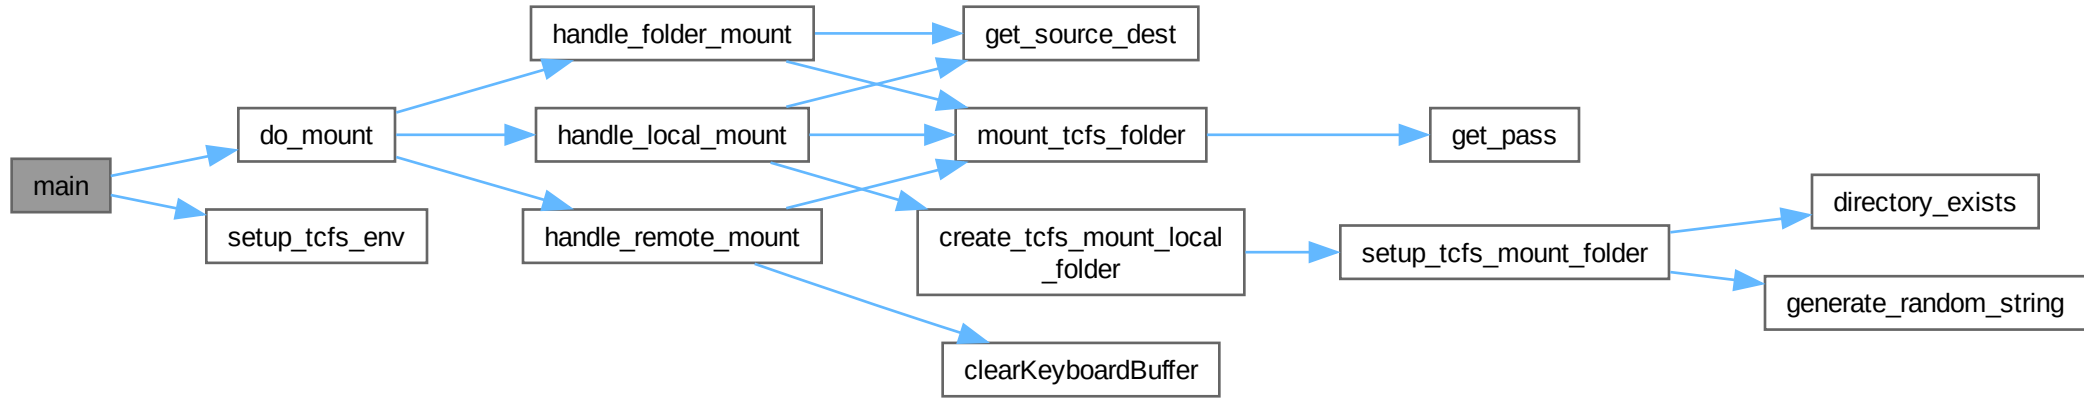 main
do_mount
setup_tcfs_env
handle_folder_mount
handle_local_mount
handle_remote_mount
get_source_dest
mount_tcfs_folder
create_tcfs_mount_local
_folder
clearKeyboardBuffer
get_pass
setup_tcfs_mount_folder
directory_exists
generate_random_string